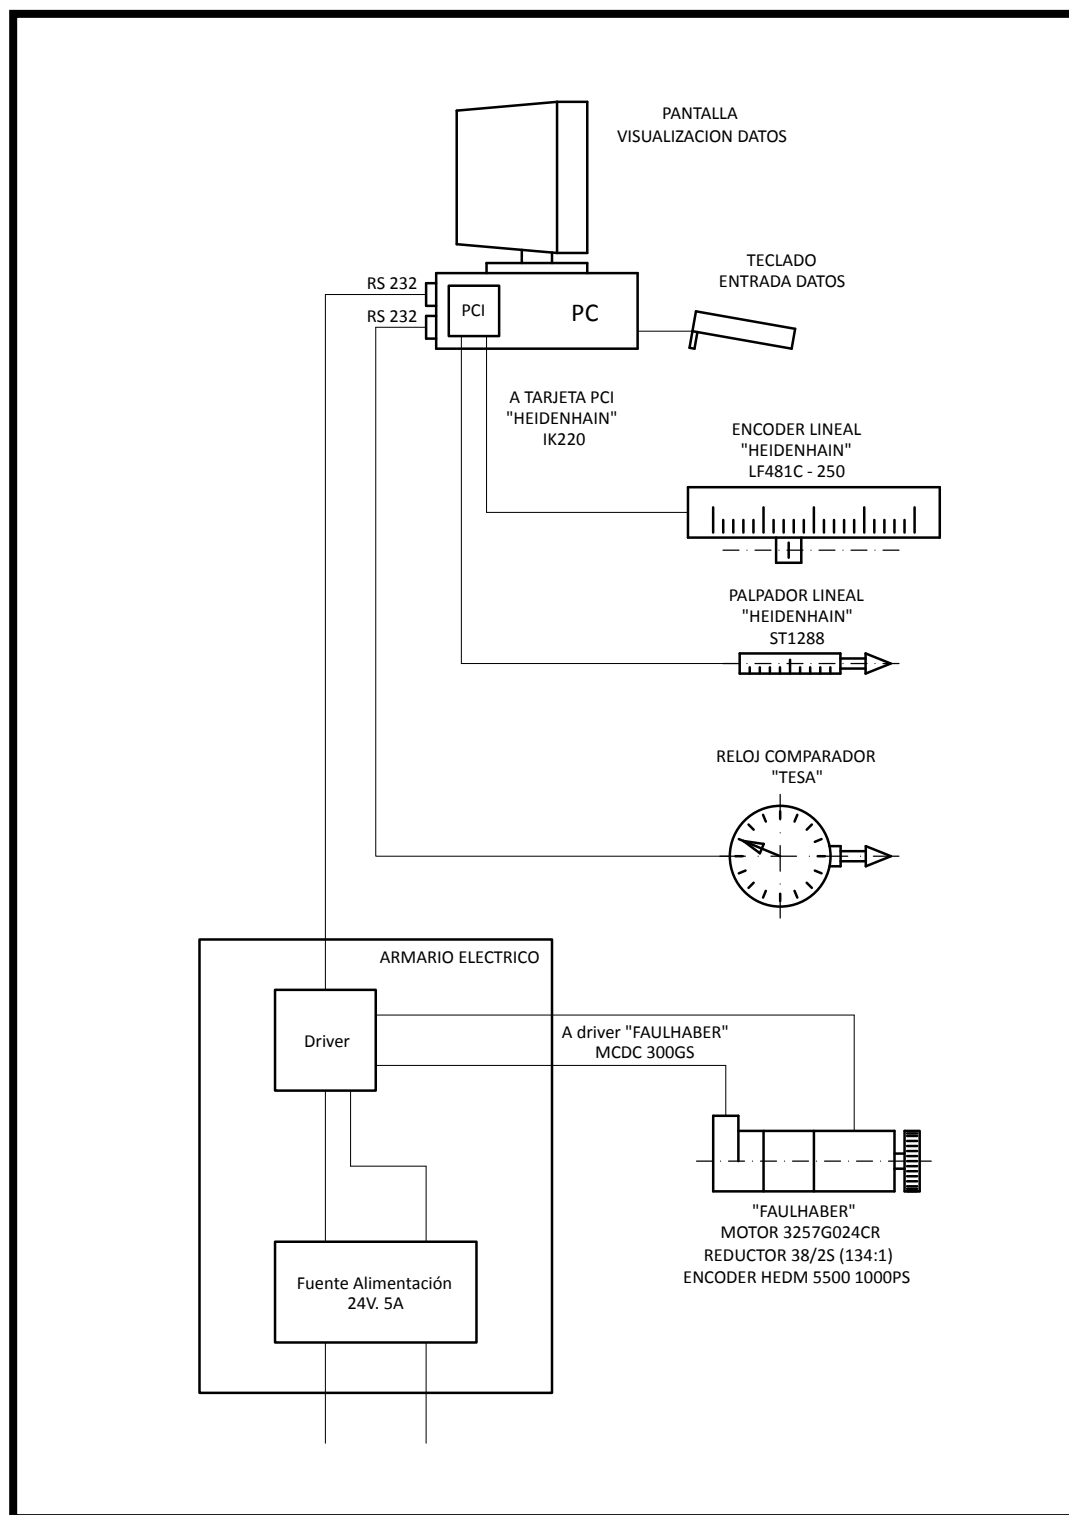 PANTALLA
VISUALIZACION DATOS
TECLADO
ENTRADA DATOS
RS 232
RS 232
PCI
PC
A TARJETA PCI
"HEIDENHAIN"
IK220
ENCODER LINEAL
"HEIDENHAIN"
LF481C - 250
PALPADOR LINEAL
"HEIDENHAIN"
ST1288
RELOJ COMPARADOR
"TESA"
ARMARIO ELECTRICO
Driver
A driver "FAULHABER"
MCDC 300GS
"FAULHABER"
MOTOR 3257G024CR
REDUCTOR 38/2S (134:1)
ENCODER HEDM 5500 1000PS
Fuente Alimentación
24V. 5A